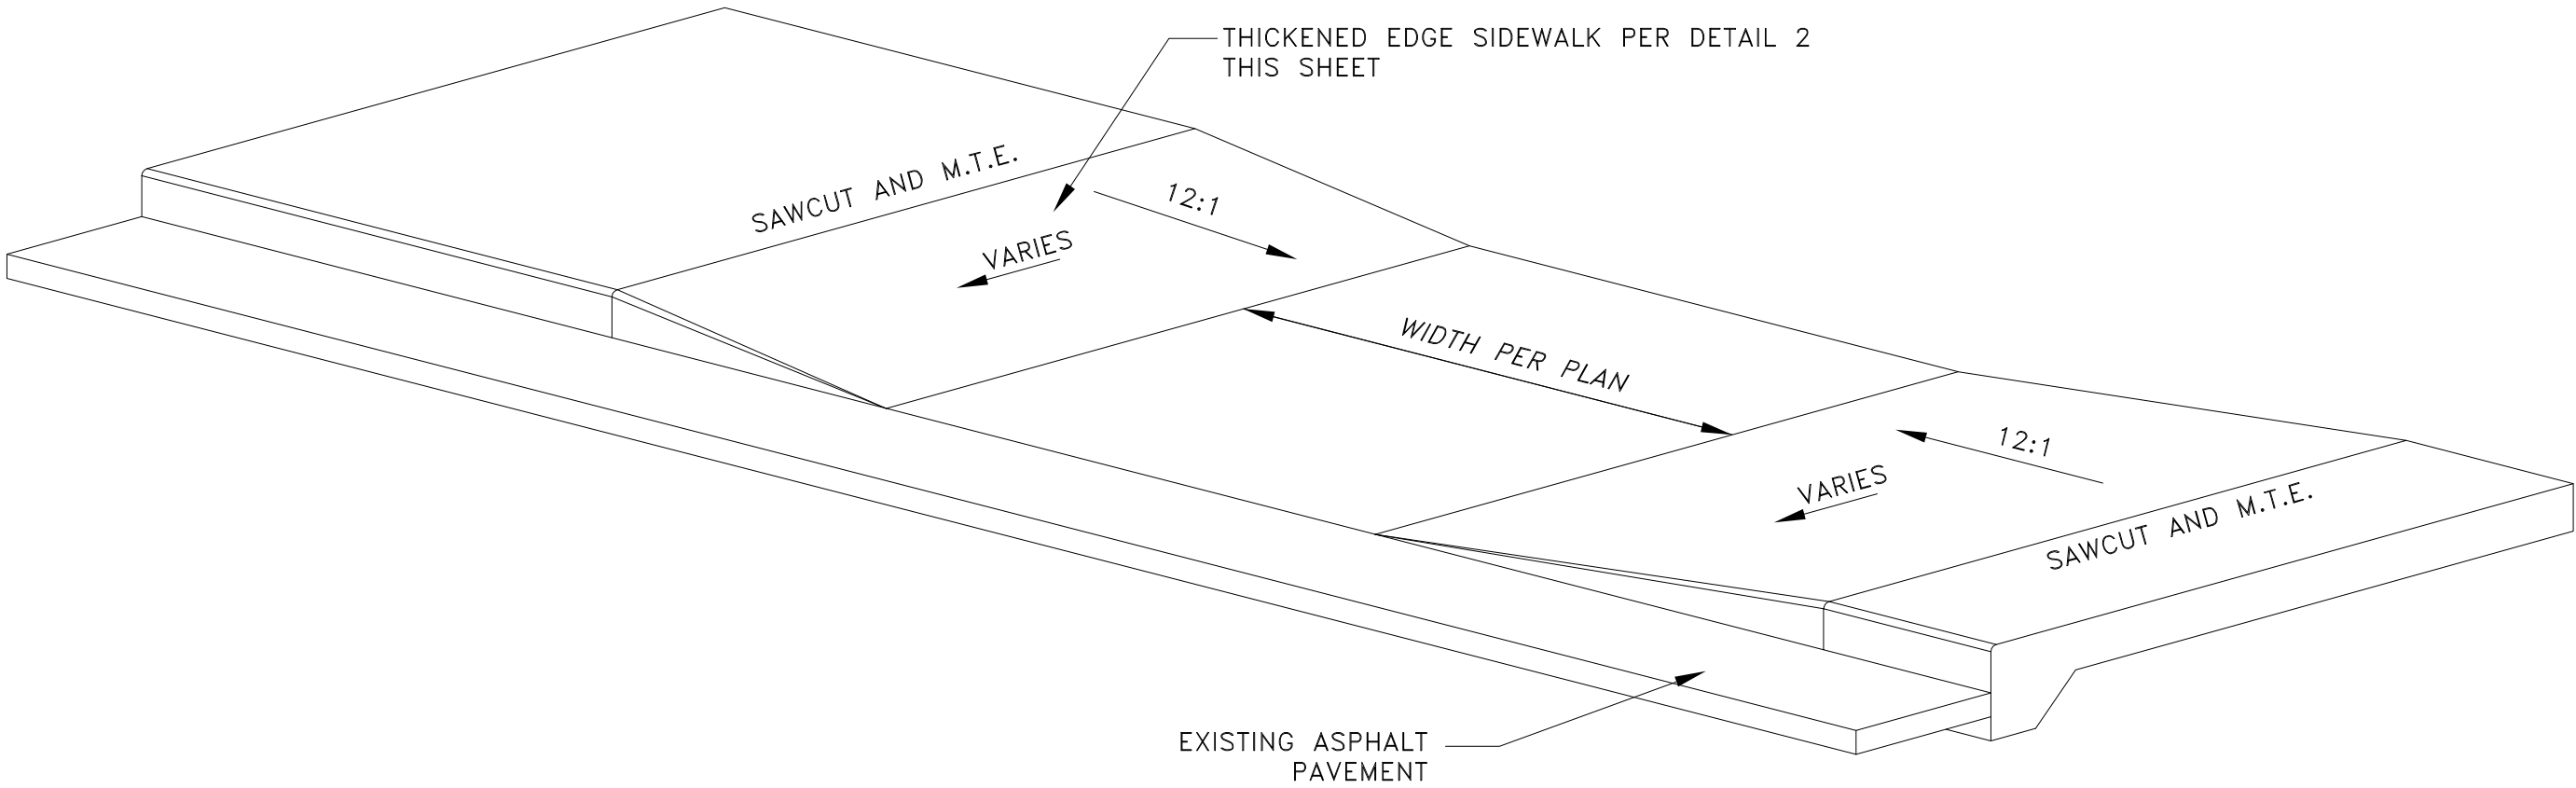 THICKENED EDGE SIDEWALK PER DETAIL 2
THIS SHEET
SAWCUT AND M.T.E.
12:1
VARIES
WIDTH PER PLAN
12:1
VARIES
SAWCUT AND M.T.E.
EXISTING ASPHALT
PAVEMENT